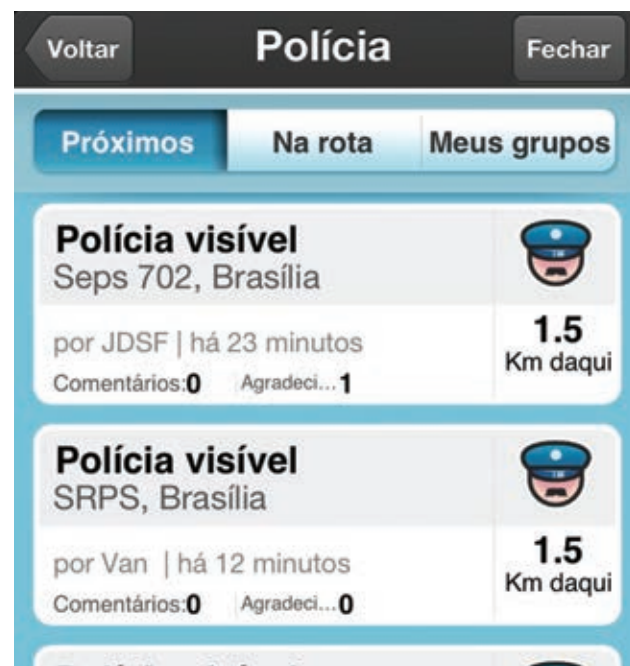 Voltar Polícia Fechar
Próximos Na rota Meus grupos
Polícia visível
Seps 702, Brasília
por JDSF | há 23 minutos
Comentários:0 Agradeci...1
1.5
Km daqui
Polícia visível
SRPS, Brasília
por Van | há 12 minutos
Comentários:0 Agradeci...0
1.5
Km daqui